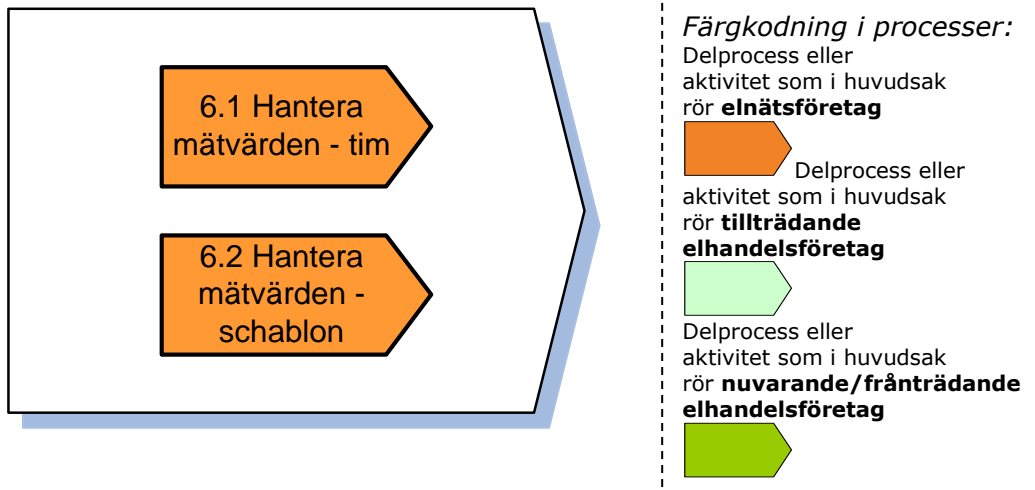 6.1 Hantera
mätvärden - tim
6.2 Hantera
mätvärden -
schablon
Färgkodning i processer:
Delprocess eller
aktivitet som i huvudsak
rör elnätsföretag
Delprocess eller
aktivitet som i huvudsak
rör tillträdande
elhandelsföretag
Delprocess eller
aktivitet som i huvudsak
rör nuvarande/frånträdande
elhandelsföretag